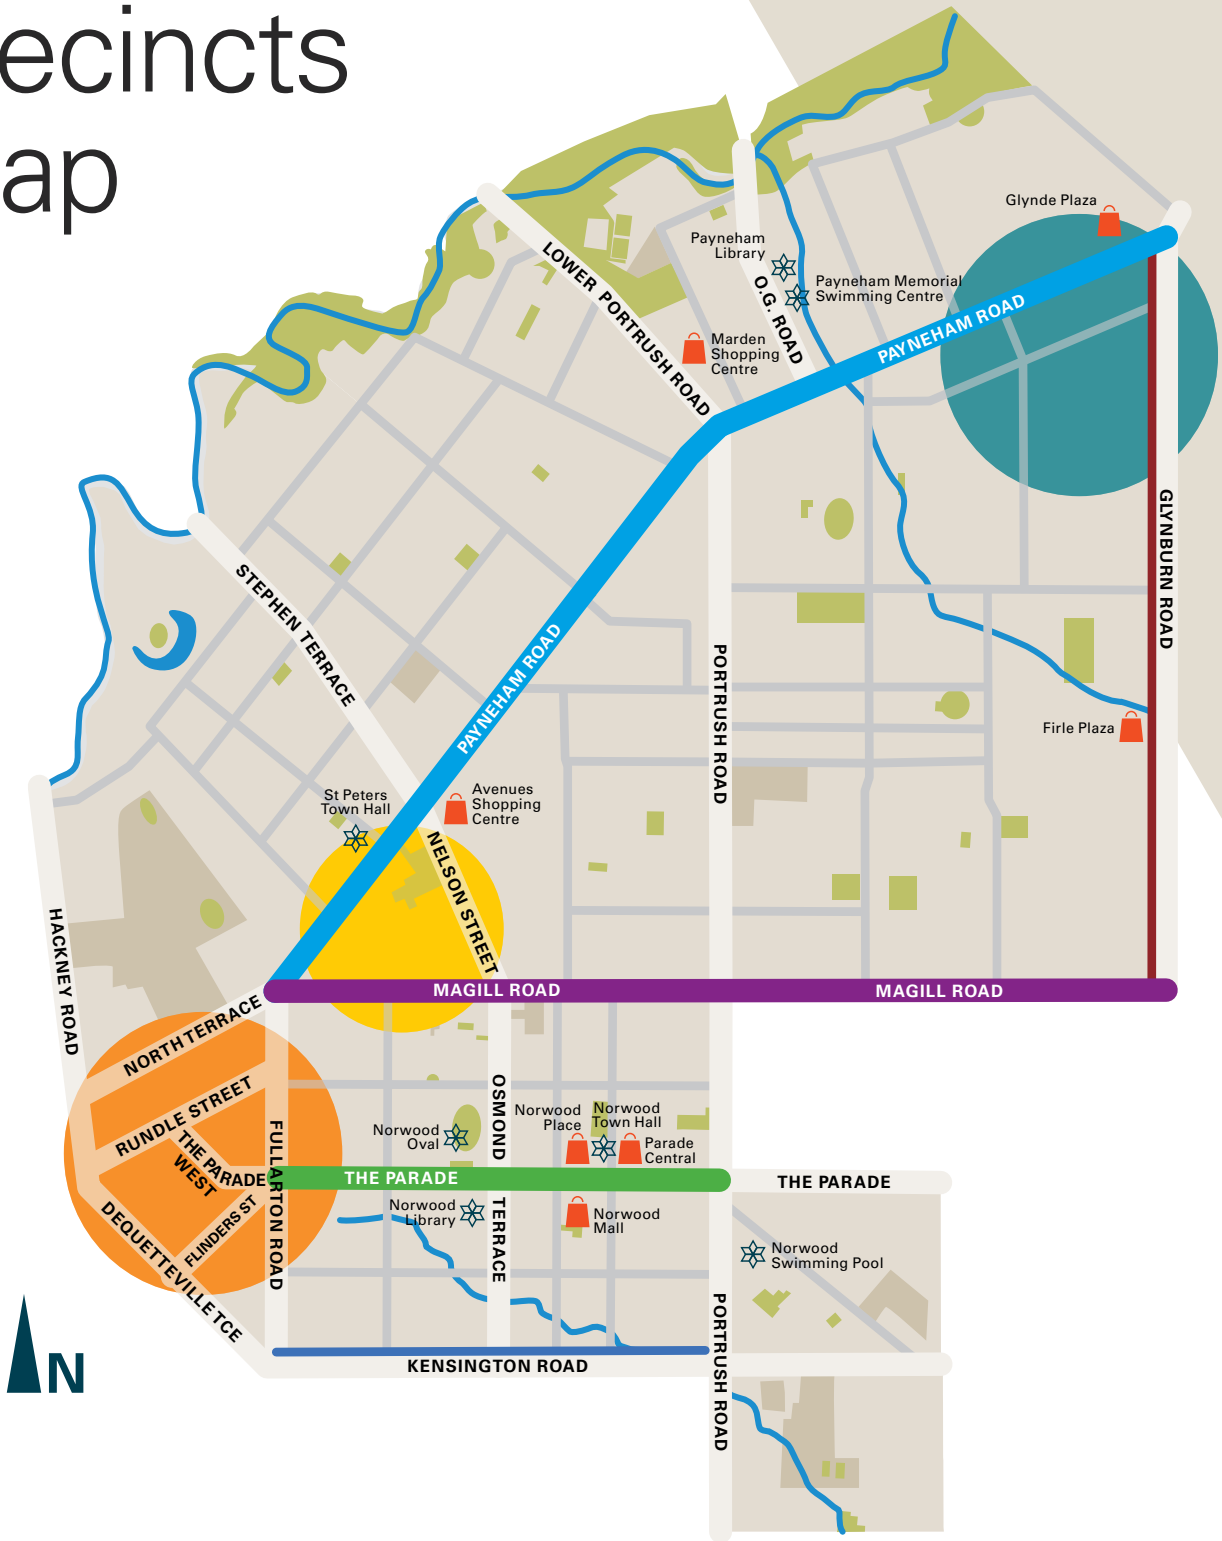 ecincts
ap
Glynde Plaza
Payneham
Library
Payneham Memorial
Swimming Centre
LOWER PORTRUSH ROAD
O.G. ROAD
PAYNEHAM ROAD
Marden
Shopping
Centre
GLYNBURN ROAD
STEPHEN TERRACE
PAYNEHAM ROAD
PORTRUSH ROAD
Firle Plaza
St Peters
Town Hall
Avenues
Shopping
Centre
NELSON STREET
HACKNEY ROAD
MAGILL ROAD
MAGILL ROAD
NORTH TERRACE
RUNDLE STREET
THE PARADE
WEST
FULLARTON ROAD
FLINDERS ST
DEQUETTEVILLE TCE
OSMOND TERRACE
Norwood
Oval
Norwood
Place
Norwood
Town Hall
Parade
Central
THE PARADE
THE PARADE
Norwood
Library
Norwood
Mall
Norwood
Swimming Pool
KENSINGTON ROAD
PORTRUSH ROAD
N